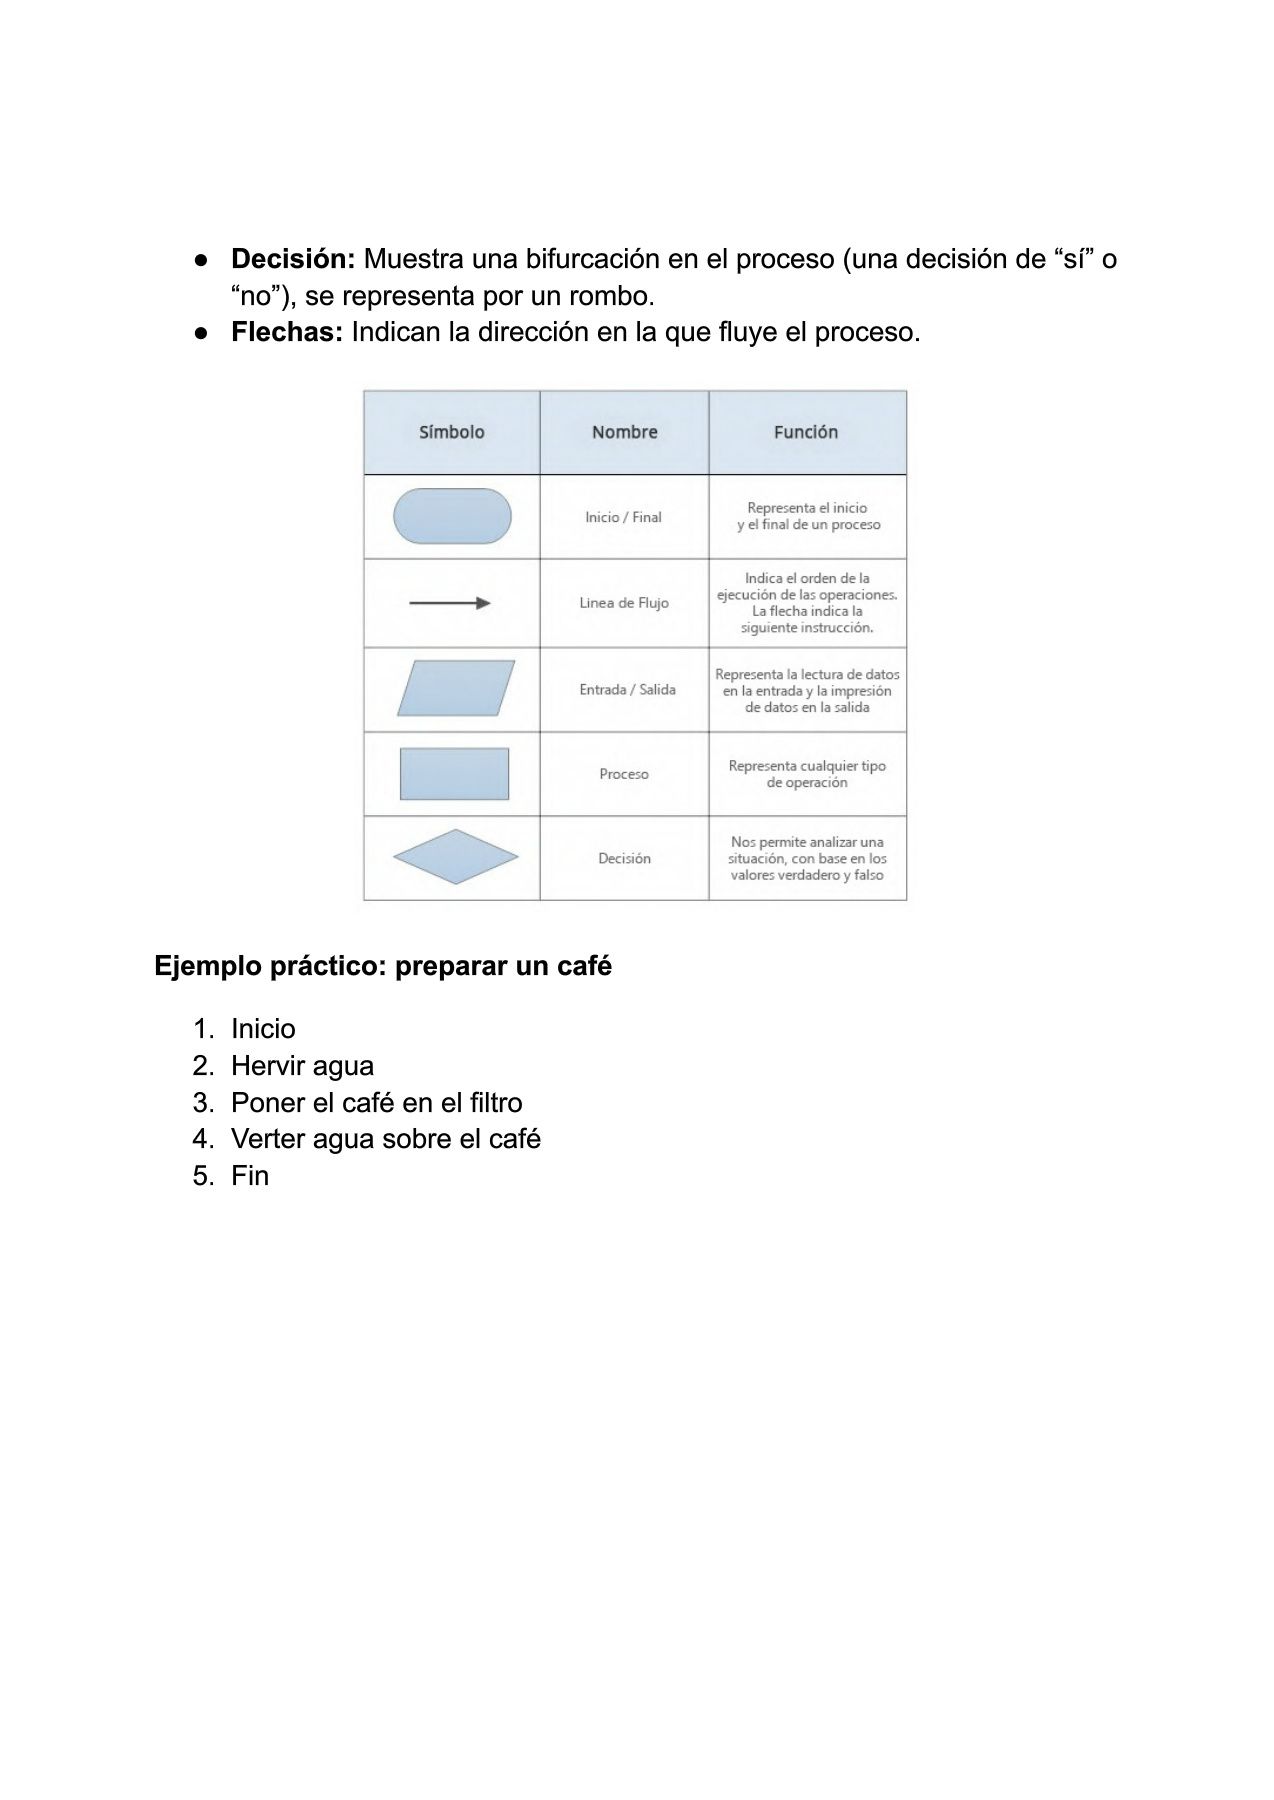 ● Decisión: Muestra una bifurcación en el proceso (una decisión de “sí” o
“no”), se representa por un rombo.
● Flechas: Indican la dirección en la que fluye el proceso.
Símbolo Nombre Función
Inicio / Final
Representa el inicio
y el final de un proceso
Linea de Flujo
Indica el orden de la
ejecución de las operaciones.
La flecha indica la
siguiente instrucción.
Entrada / Salida
Representa la lectura de datos
en la entrada y la impresión
de datos en la salida
Proceso
Representa cualquier tipo
de operación
Decisión
Nos permite analizar una
situación, con base en los
valores verdadero y falso
Ejemplo práctico: preparar un café
1. Inicio
2. Hervir agua
3. Poner el café en el filtro
4. Verter agua sobre el café
5. Fin